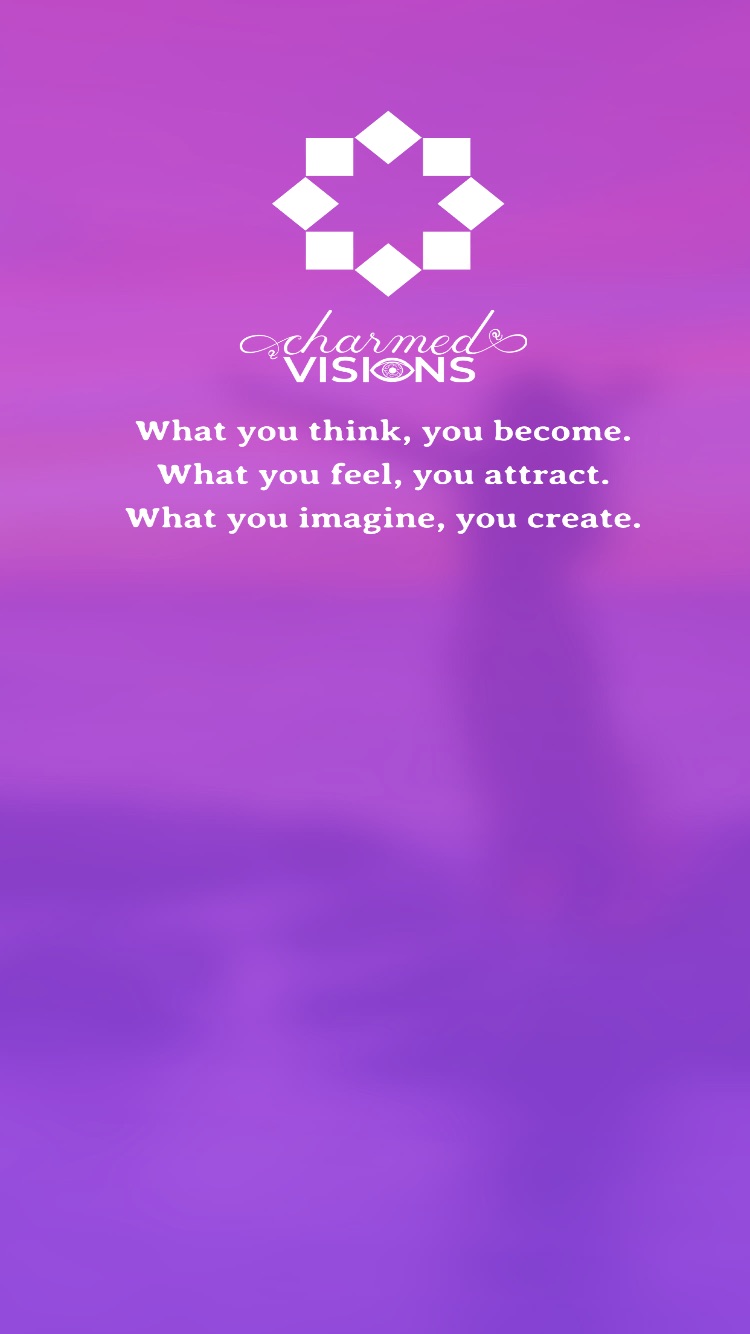 charmed
VISIONS
What you think, you become.
What you feel, you attract.
What you imagine, you create.